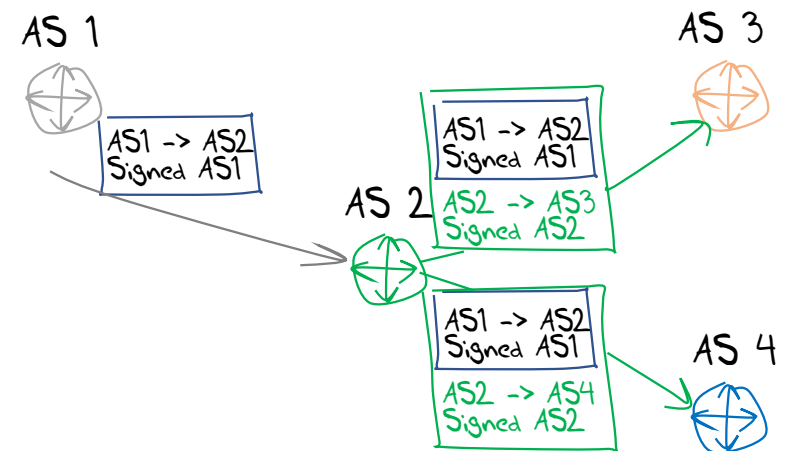 AS 1
AS1 -> AS2
Signed AS1
AS 2
AS1 -> AS2
Signed AS1
AS2 -> AS3
Signed AS2
AS 3
AS1 -> AS2
Signed AS1
AS2 -> AS4
Signed AS2
AS 4